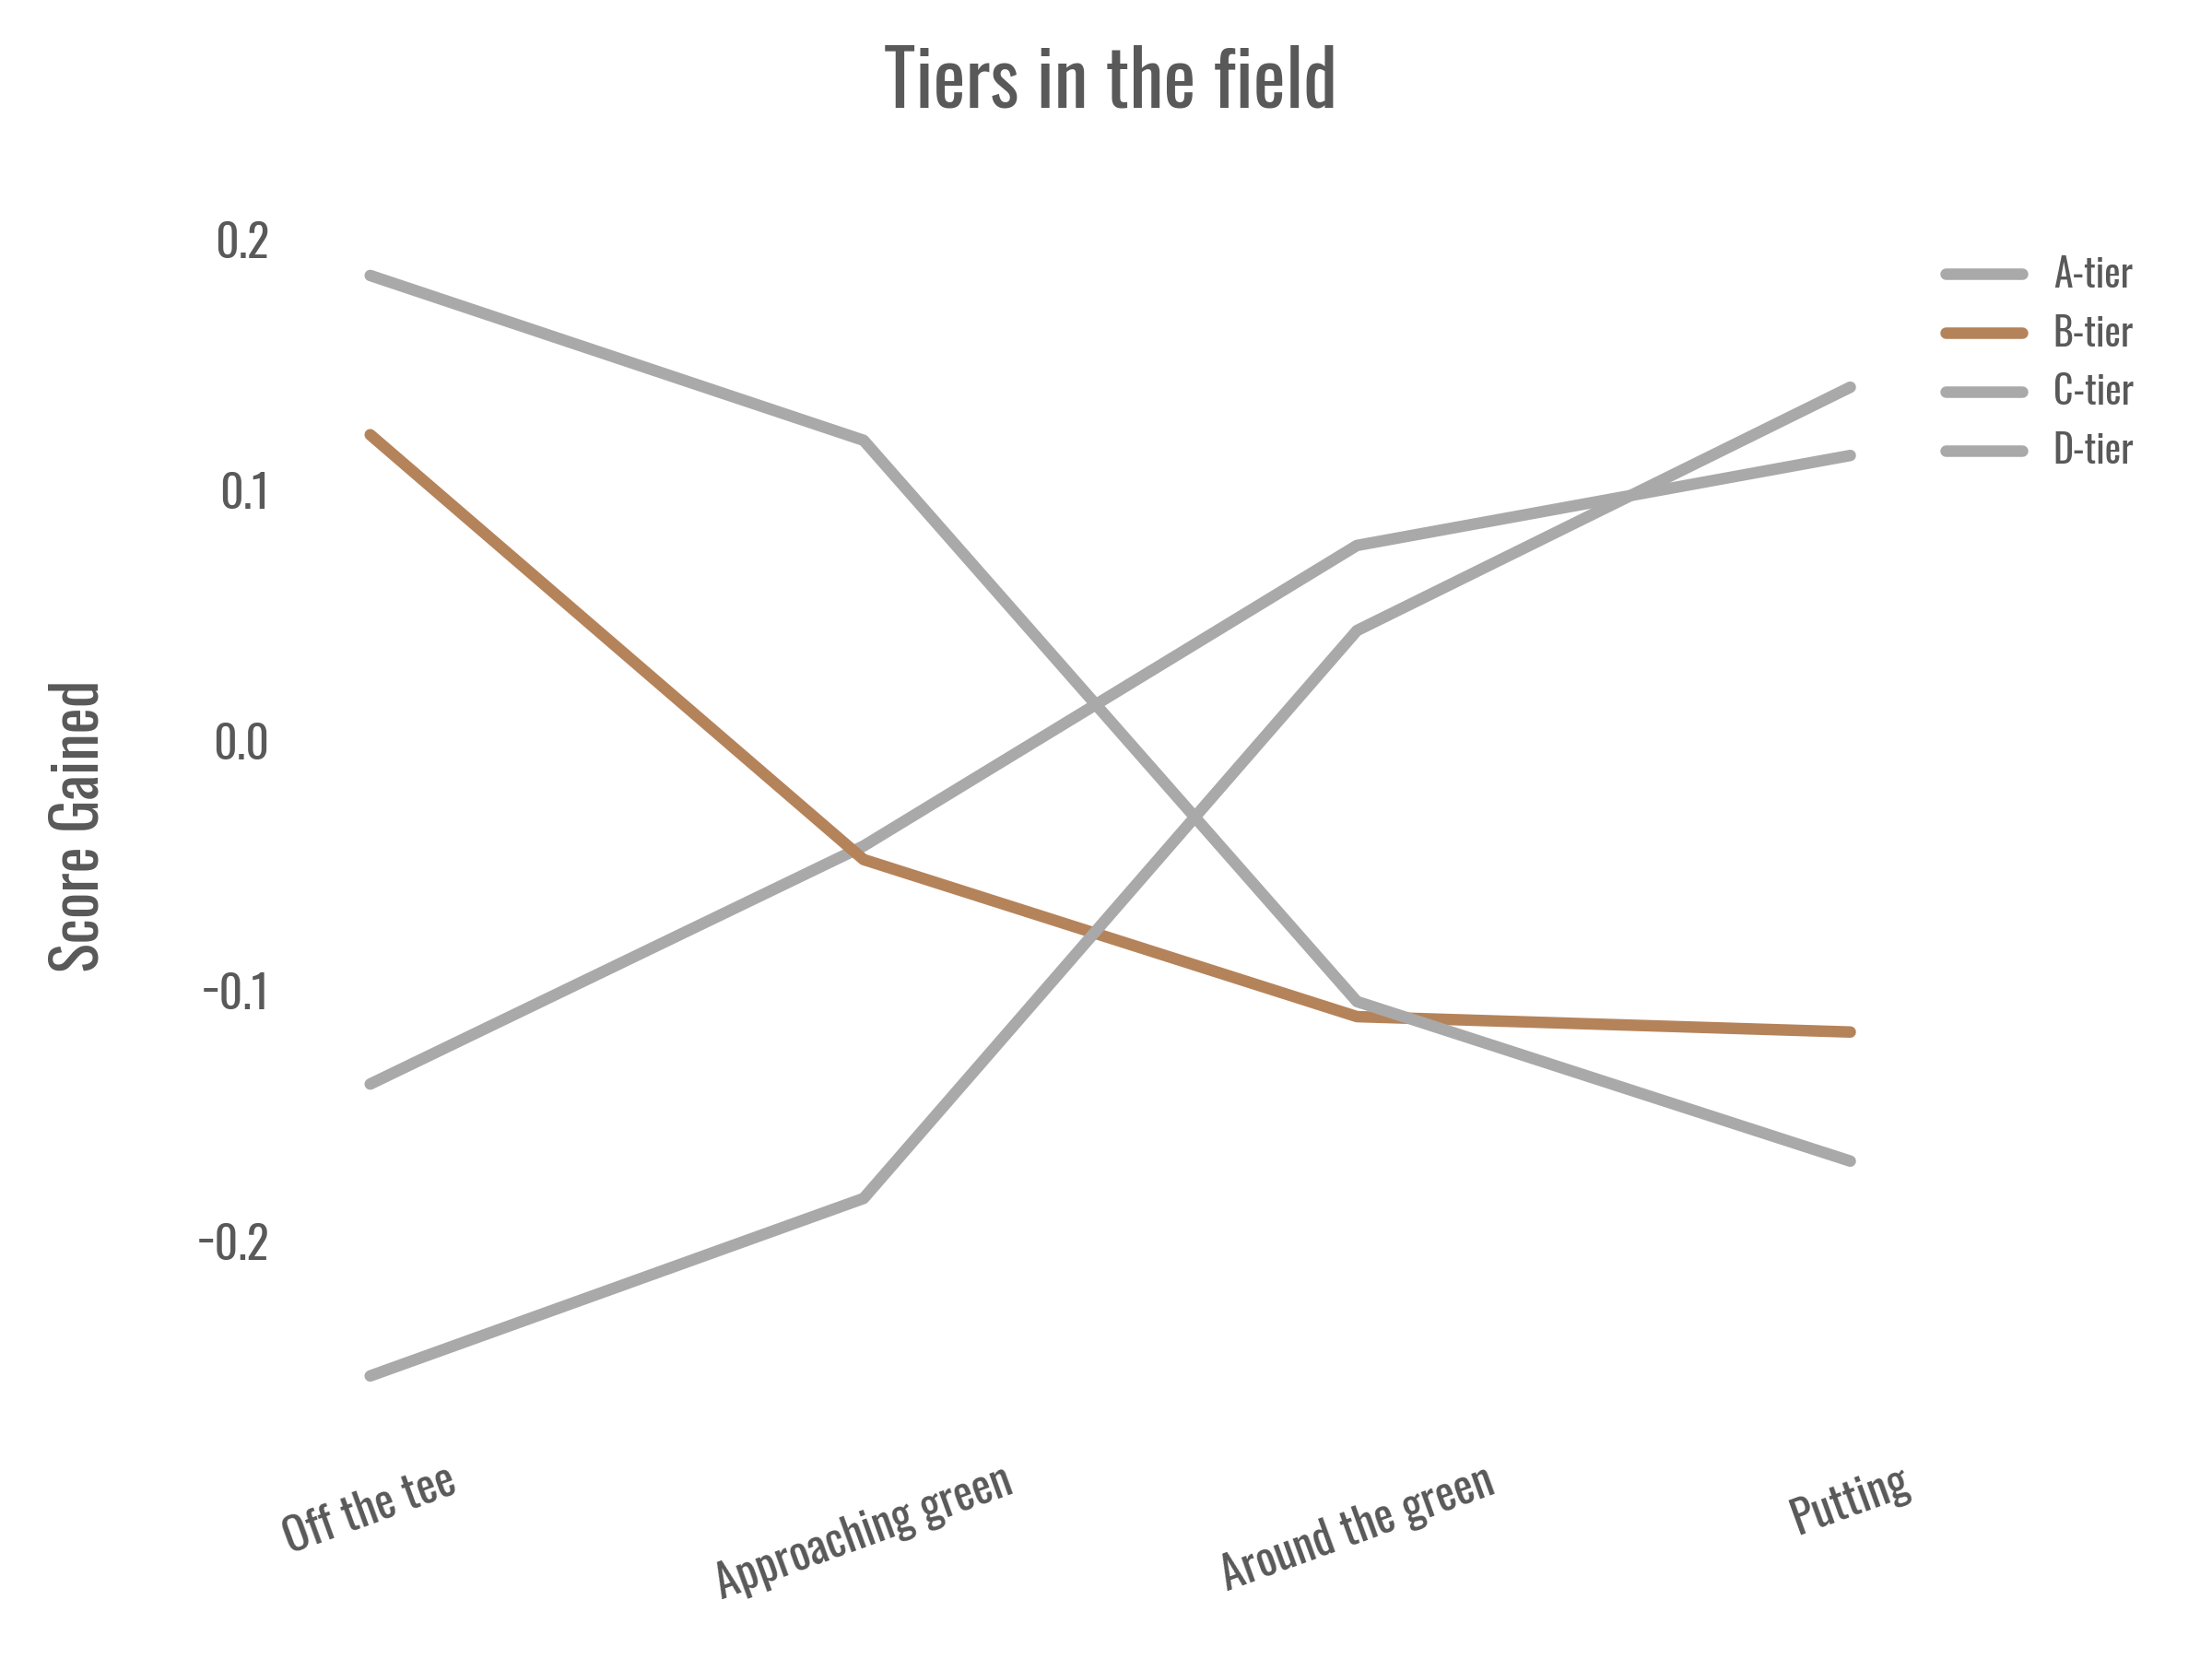 Tiers in the field
0.2
0.1
0.0
-0.1
-0.2
Score Gained
A-tier
B-tier
C-tier
D-tier
Off the tee
Approaching green
Around the green
Putting